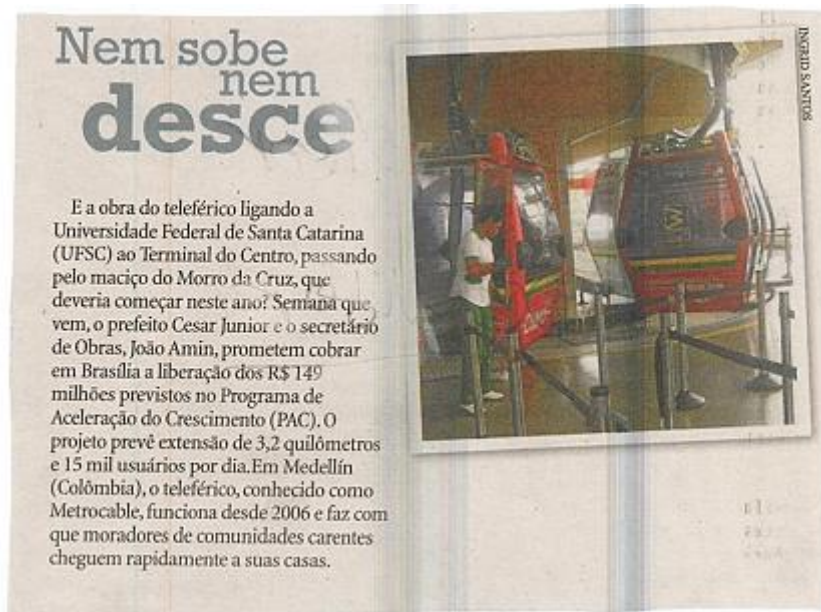 Nem sobe
nem
desce
E a obra do teleférico ligando a
Universidade Federal de Santa Catarina
(UFSC) ao Terminal do Centro, passando
pelo maciço do Morro da Cruz, que
deveria começar neste ano? Semana que
vem, o prefeito Cesar Junior e o secretário
de Obras, João Amin, prometem cobrar
em Brasília a liberação dos R$ 149
milhões previstos no Programa de
Aceleração do Crescimento (PAC). O
projeto prevê extensão de 3,2 quilômetros
e 15 mil usuários por dia. Em Medellín
(Colômbia), o teleférico, conhecido como
Metrocable, funciona desde 2006 e faz com
que moradores de comunidades carentes
cheguem rapidamente a suas casas.
INGRID SANTOS